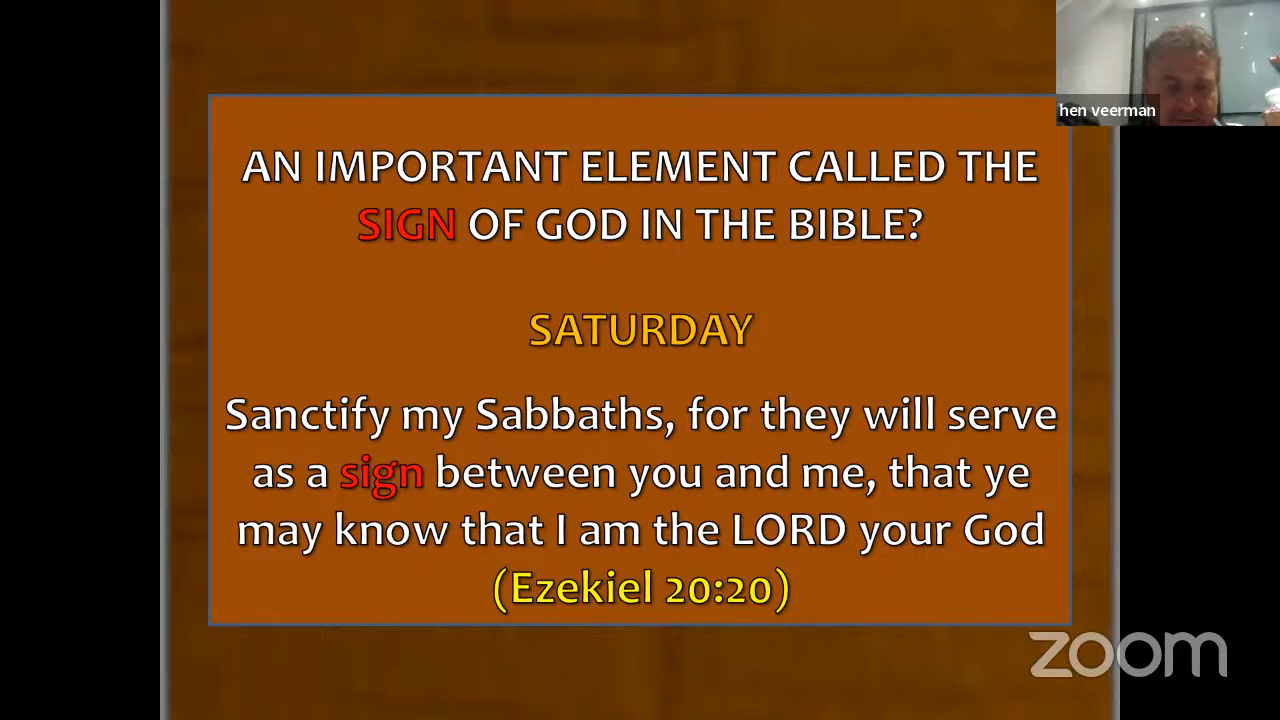 hen veerman
AN IMPORTANT ELEMENT CALLED THE
SIGN OF GOD IN THE BIBLE?
SATURDAY
Sanctify my Sabbaths, for they will serve
as a sign between you and me, that ye
may know that I am the LORD your God
(Ezekiel 20:20)
zoom